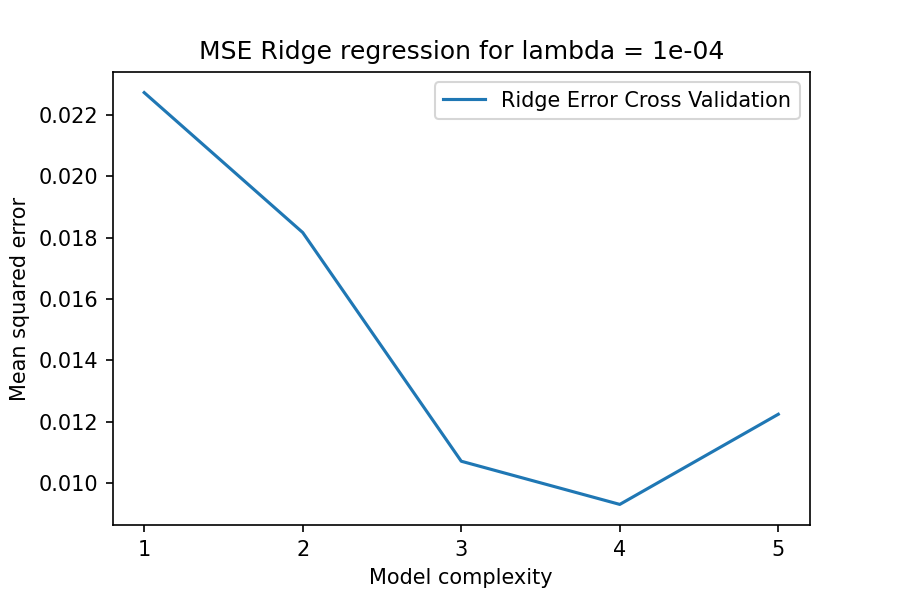 MSE Ridge regression for lambda = 1e-04
Ridge Error Cross Validation
Mean squared error
0.022
0.020
0.018
0.016
0.014
0.012
0.010
1 2 3 4 5
Model complexity